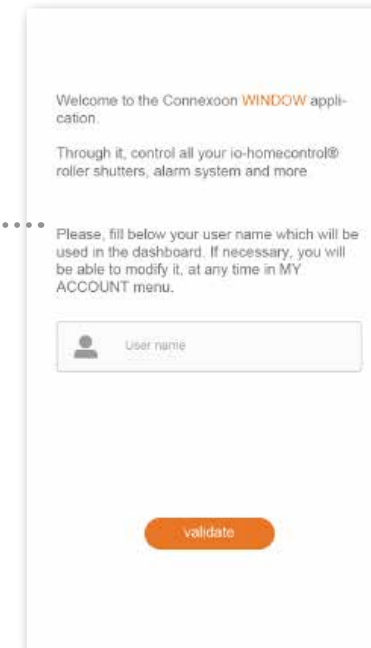 Welcome to the Connexoon WINDOW appli-
cation.
Through it, control all your io-homecontrol®
roller shutters, alarm system and more
Please, fill below your user name which will be
used in the dashboard. If necessary, you will
be able to modify it, at any time in MY
ACCOUNT menu.
User name
validate